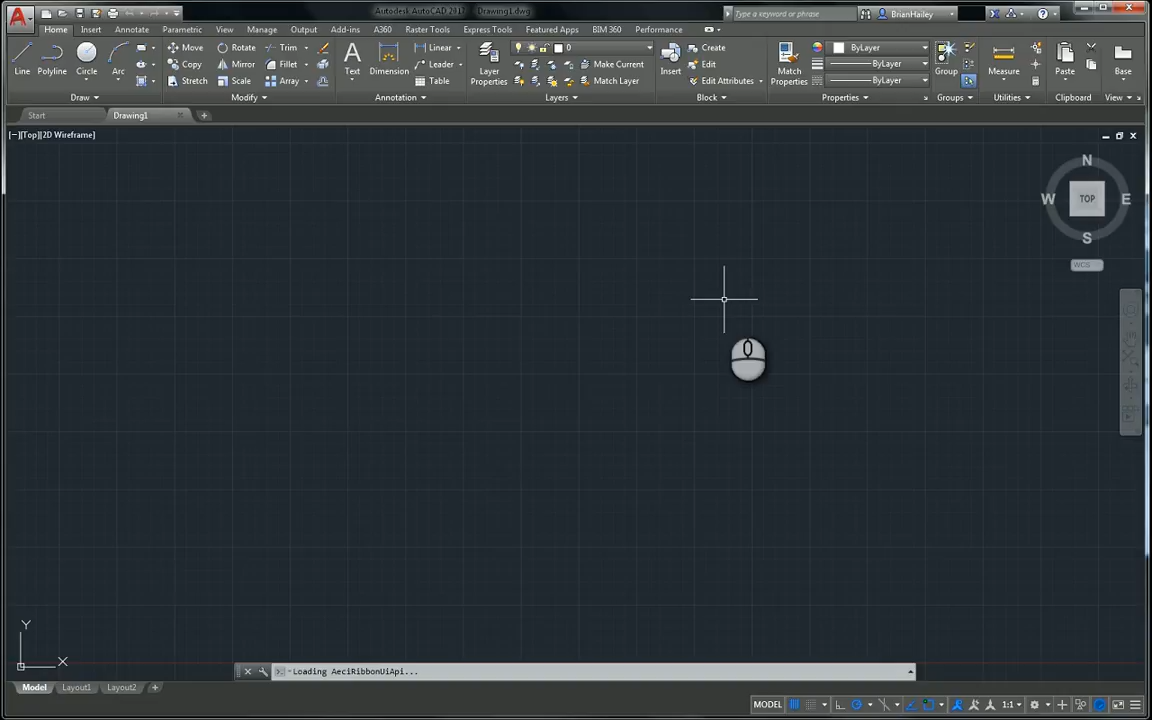 Autodesk AutoCAD 2017 Drawing1.dwg Type a keyword or phrase BrianHailey
Home Insert Annotate Parametric View Manage Output Add-ins A360 Raster Tools Express Tools Featured Apps BIM 360 Performance
Line Polyline Circle Arc
Move Rotate Trim
Copy Mirror Fillet
Stretch Scale Array
Text Dimension
Linear
Leader
Table
Layer Properties
0
Make Current
Match Layer
Insert
Create
Edit
Edit Attributes
Match Properties
ByLayer
ByLayer
ByLayer
Group
Measure
Paste
Base
Draw Modify Annotation Layers Block Properties Groups Utilities Clipboard View
Start Drawing1
[−][Top][2D Wireframe]
N
W TOP E
S
WCS
Y
X
Loading AeciRibbonUiApi...
Model Layout1 Layout2
MODEL 1:1